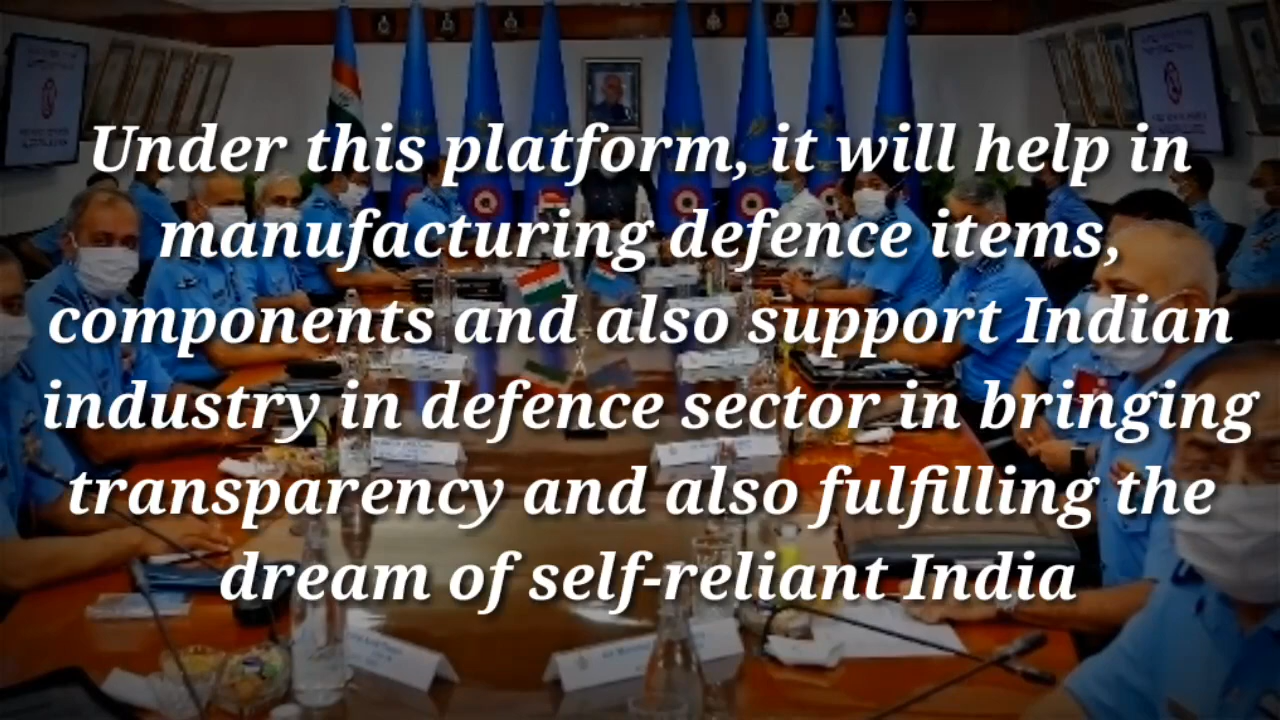 Under this platform, it will help in
manufacturing defence items,
components and also support Indian
industry in defence sector in bringing
transparency and also fulfilling the
dream of self-reliant India